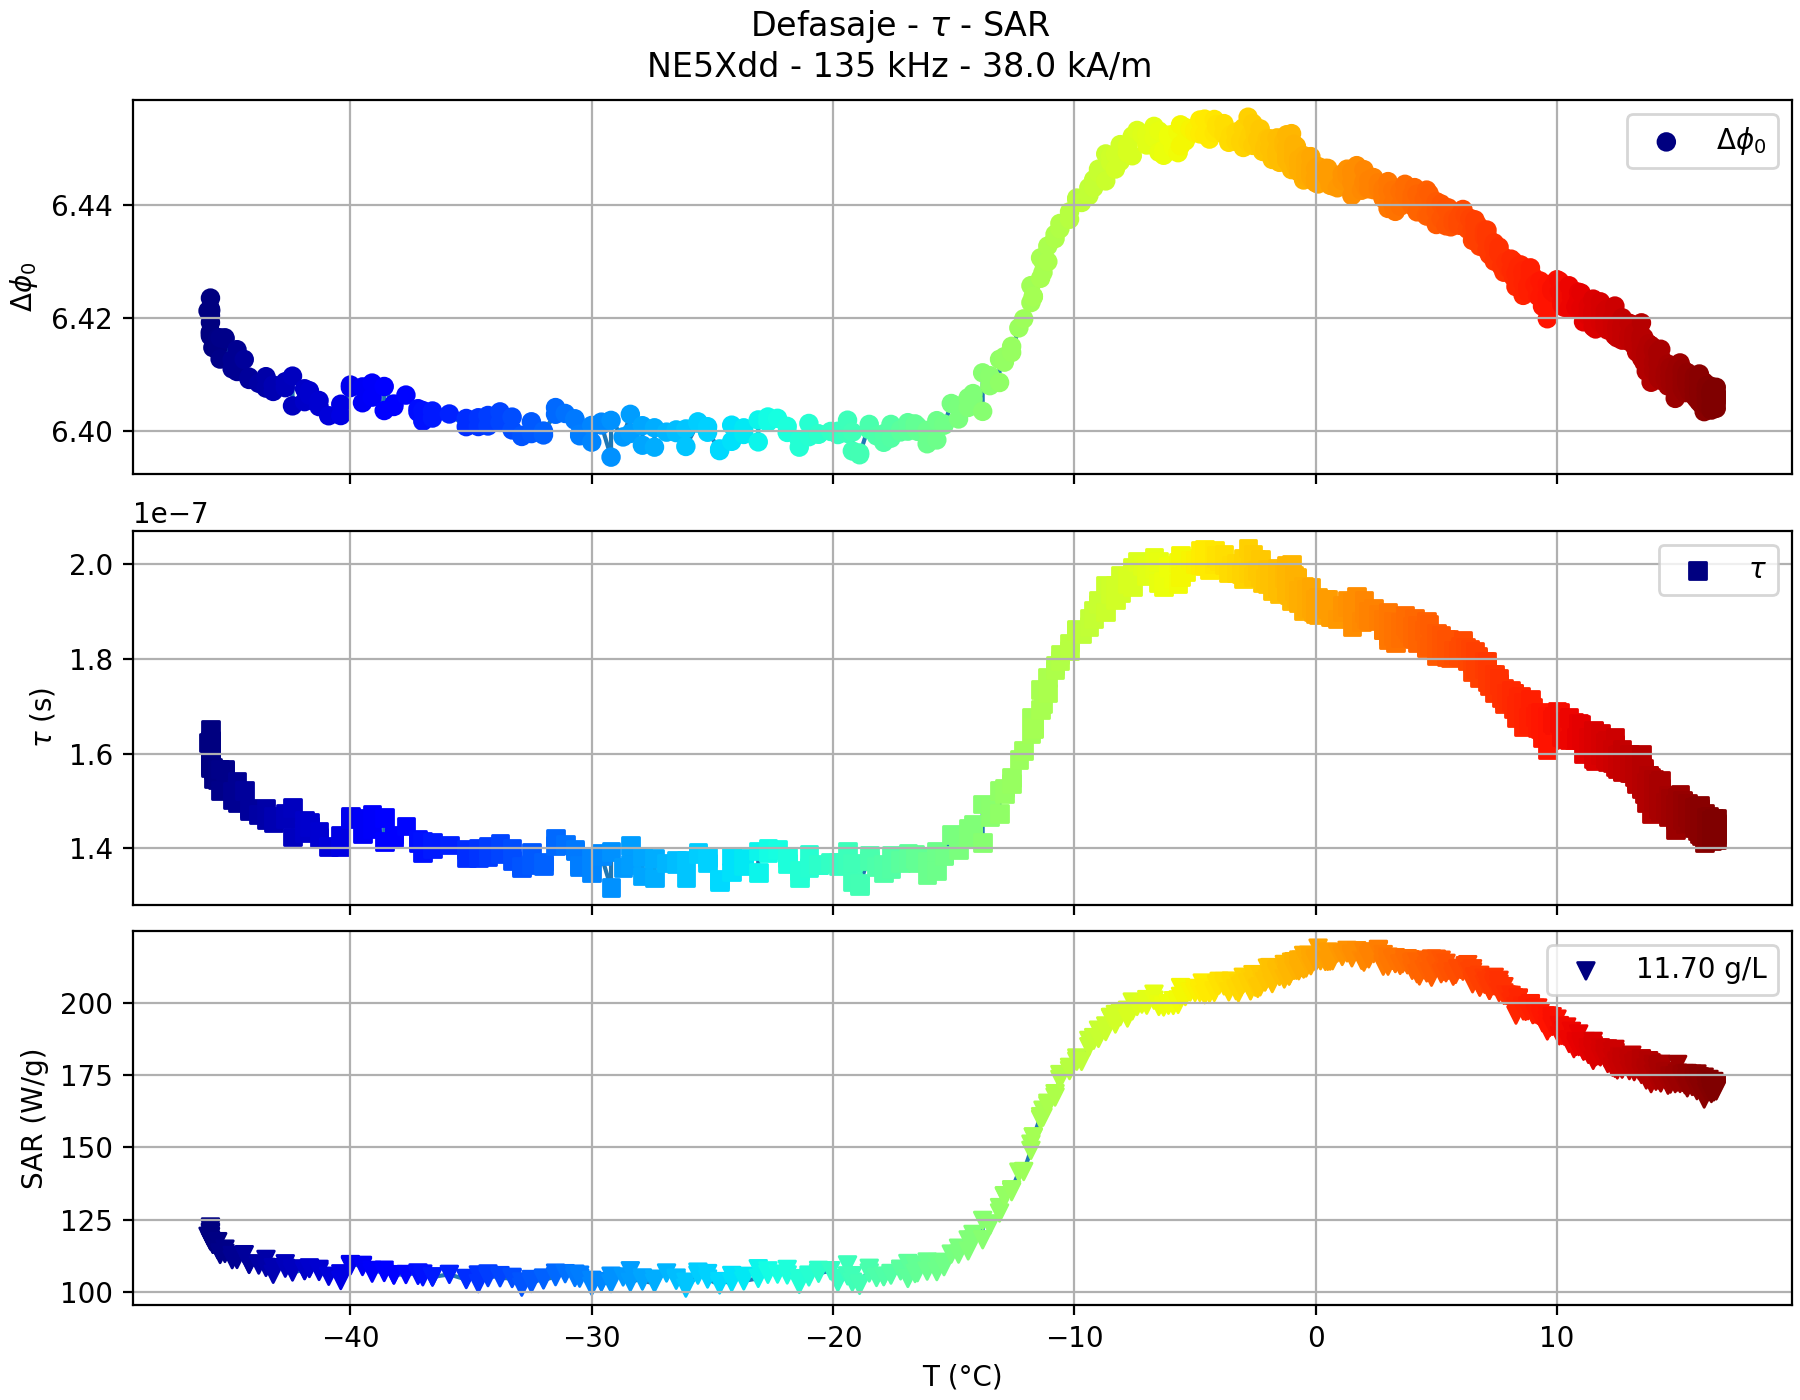 Defasaje - τ - SAR
NE5Xdd - 135 kHz - 38.0 kA/m
Δϕ₀
6.44
6.42
6.40
Δϕ₀
1e−7
τ
2.0
1.8
1.6
1.4
τ (s)
11.70 g/L
200
175
150
125
100
SAR (W/g)
−40 −30 −20 −10 0 10
T (°C)